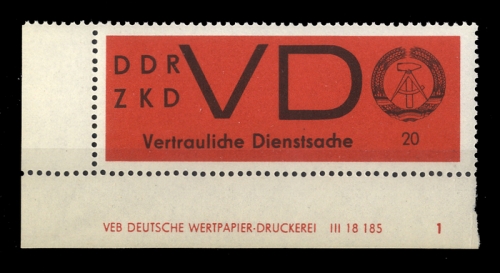 DDR VD
ZKD
Vertrauliche Dienstsache 20
VEB DEUTSCHE WERTPAPIER-DRUCKEREI III 18 185 1